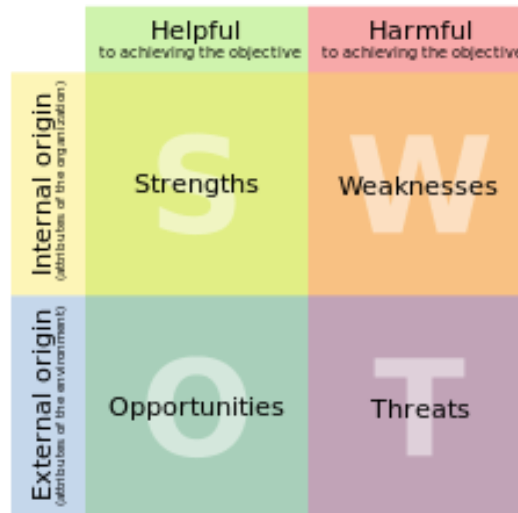 Helpful
to achieving the objective
Harmful
to achieving the objective
Internal origin
(attributes of the organization)
S
Strengths
W
Weaknesses
External origin
(attributes of the environment)
O
Opportunities
T
Threats